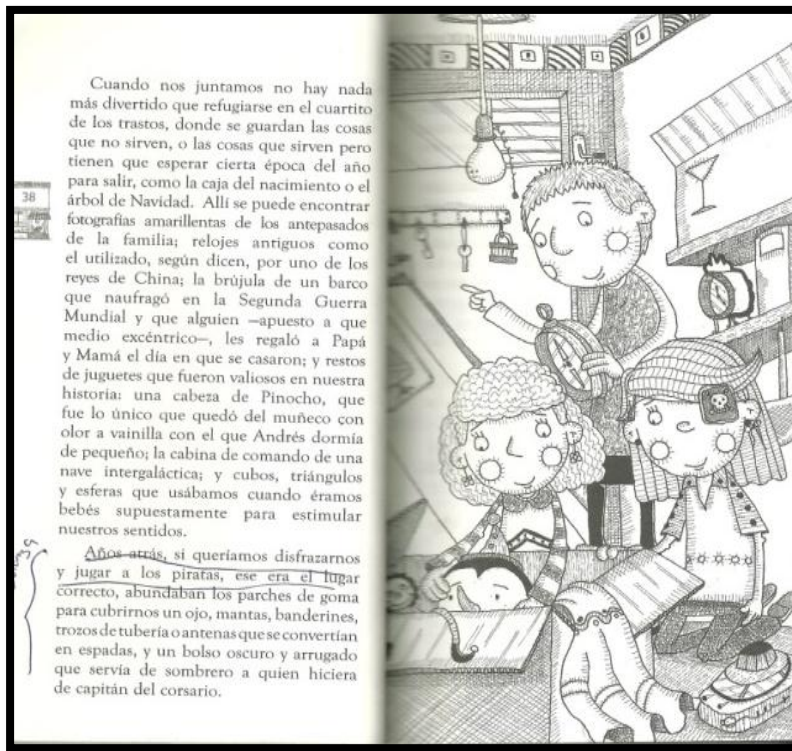 Cuando nos juntamos no hay nada
más divertido que refugiarse en el cuartito
de los trastos, donde se guardan las cosas
que no sirven, o las cosas que sirven pero
tienen que esperar cierta época del año
para salir, como la caja del nacimiento o el
árbol de Navidad. Allí se puede encontrar
fotografías amarillentas de los antepasados
de la familia; relojes antiguos como
el utilizado, según dicen, por uno de los
reyes de China; la brújula de un barco
que naufragó en la Segunda Guerra
Mundial y que alguien —apuesto a que
medio excéntrico—, les regaló a Papá
y Mamá el día en que se casaron; y restos
de juguetes que fueron valiosos en nuestra
historia: una cabeza de Pinocho, que
fue lo único que quedó del muñeco con
olor a vainilla con el que Andrés dormía
de pequeño; la cabina de comando de una
nave intergaláctica; y cubos, triángulos
y esferas que usábamos cuando éramos
bebés supuestamente para estimular
nuestros sentidos.
Años atrás, si queríamos disfrazarnos
y jugar a los piratas, ese era el lugar
correcto, abundaban los parches de goma
para cubrirnos un ojo, mantas, banderines,
trozos de tubería o antenas que se convertían
en espadas, y un bolso oscuro y arrugado
que servía de sombrero a quien hiciera
de capitán del corsario.
38